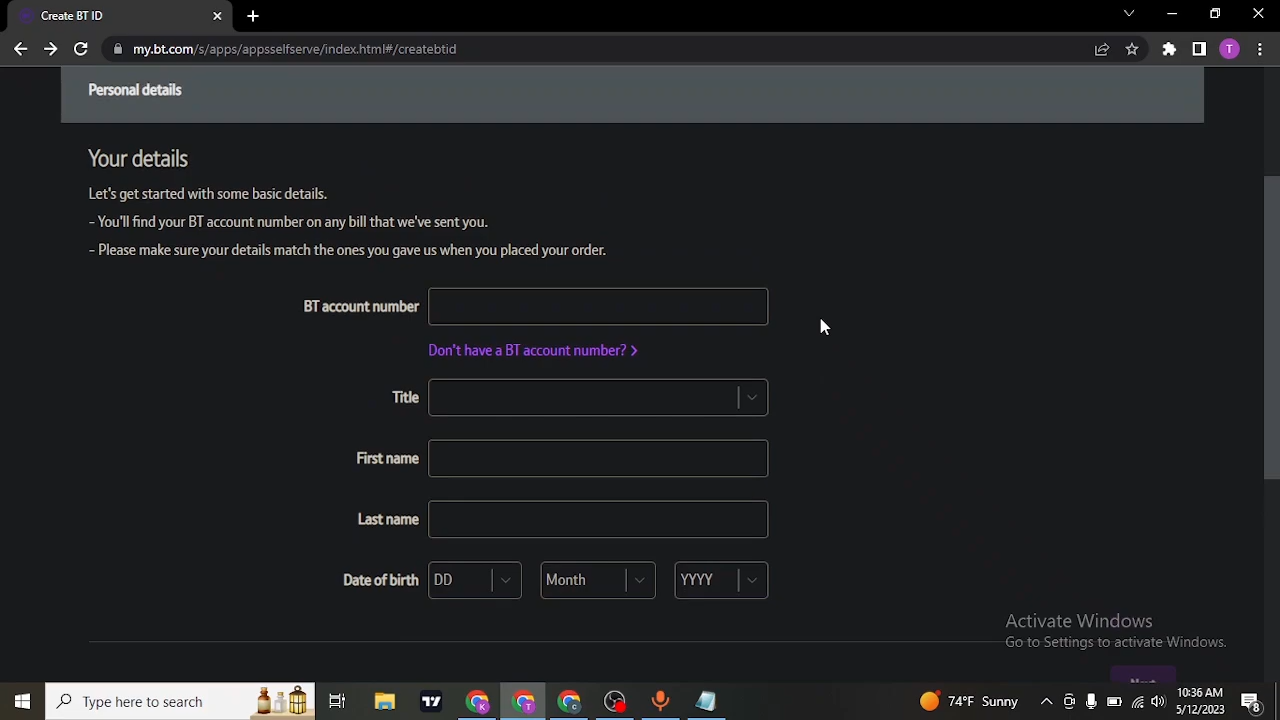 Create BT ID
my.bt.com/s/apps/appsselfserve/index.html#/createbtid
T
Personal details
Your details
Let's get started with some basic details.
- You'll find your BT account number on any bill that we've sent you.
- Please make sure your details match the ones you gave us when you placed your order.
BT account number
Don't have a BT account number? >
Title
First name
Last name
Date of birth DD Month YYYY
Activate Windows
Go to Settings to activate Windows.
Next
Type here to search
K
T
C
74°F Sunny
10:36 AM
5/12/2023
8